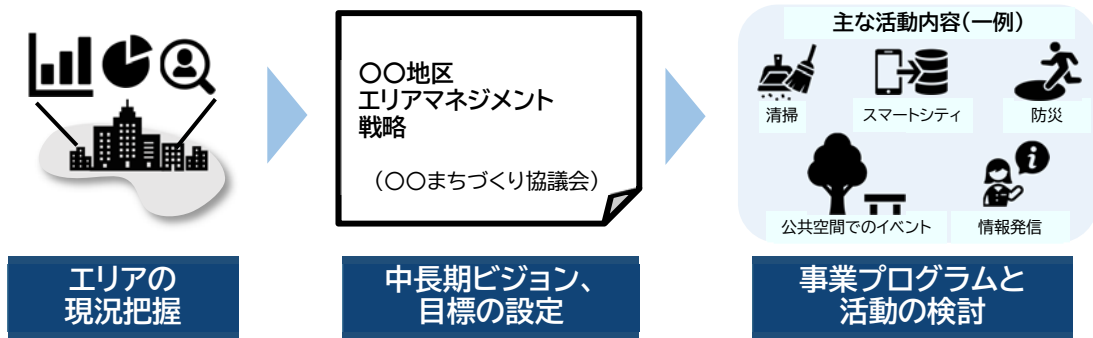 〇〇地区
エリアマネジメント
戦略
（〇〇まちづくり協議会）
主な活動内容（一例）
清掃
スマートシティ
防災
公共空間でのイベント
情報発信
エリアの
現況把握
中長期ビジョン、
目標の設定
事業プログラムと
活動の検討